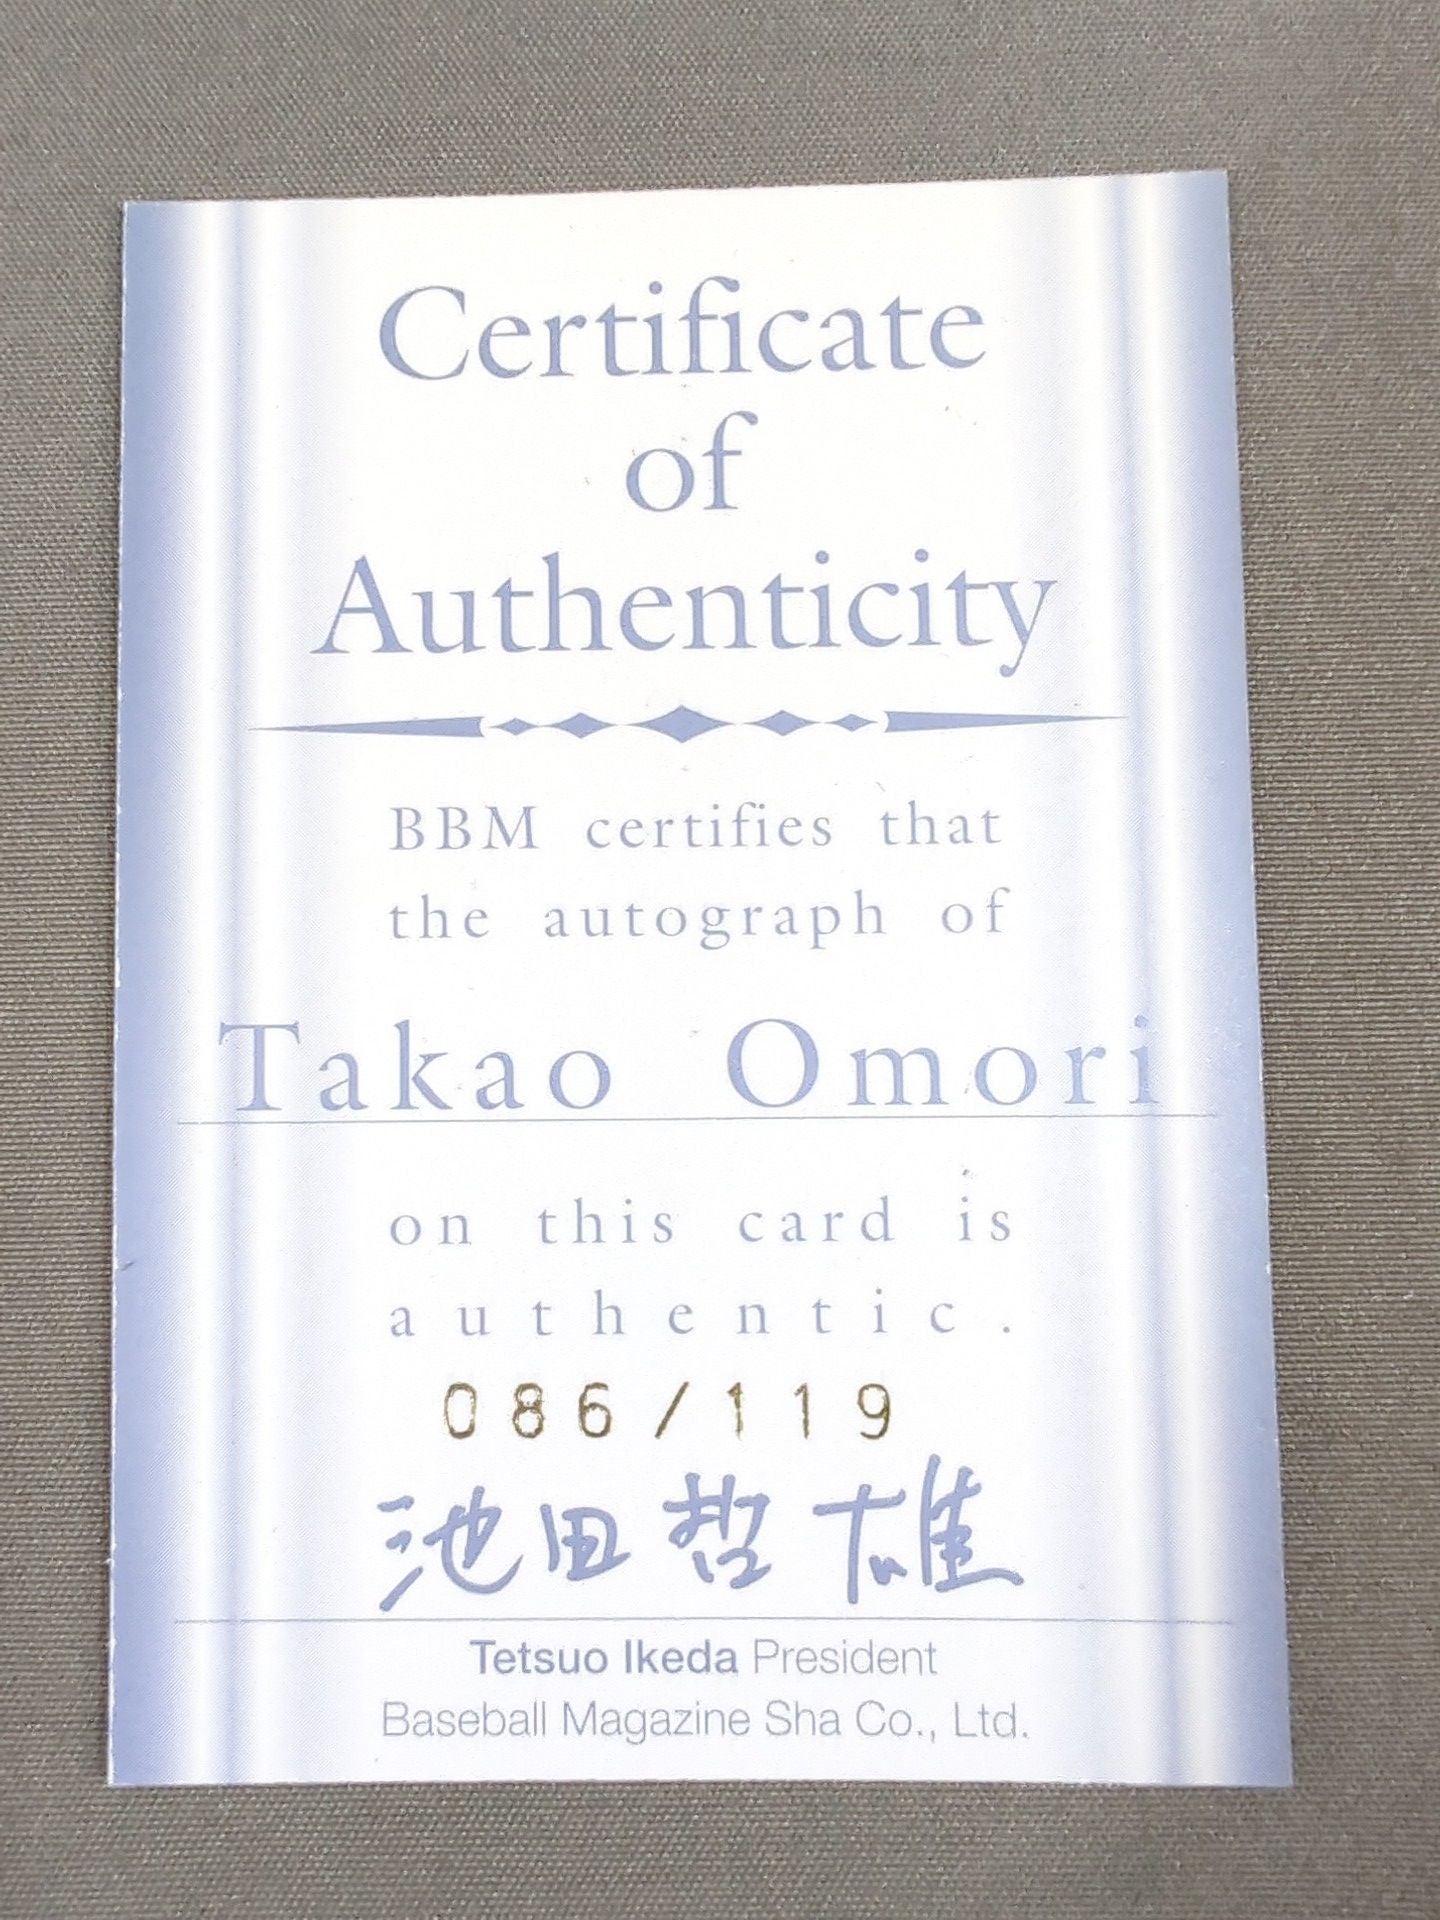 Certificate
of
Authenticity
BBM certifies that
the autograph of
Takao Omori
on this card is
authentic.
086/119
池田哲雄
Tetsuo Ikeda President
Baseball Magazine Sha Co., Ltd.